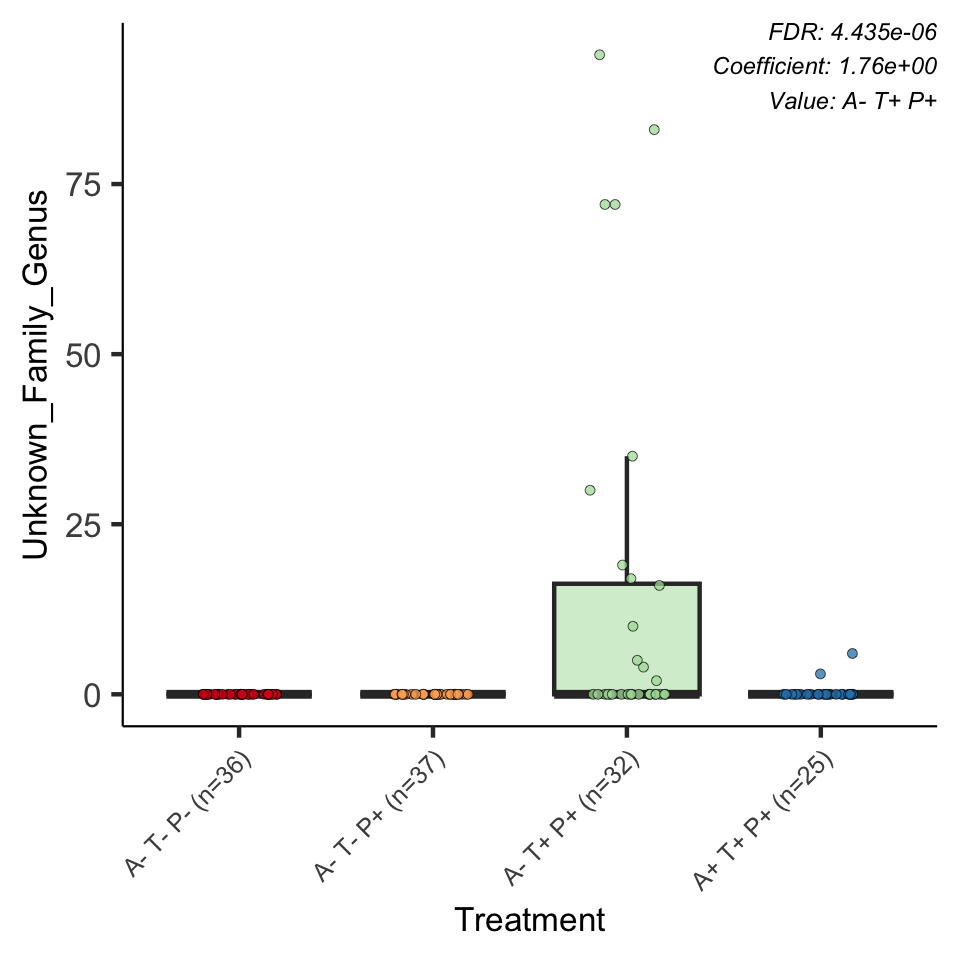 FDR: 4.435e-06
Coefficient: 1.76e+00
Value: A- T+ P+
Unknown_Family_Genus
75
50
25
0
A- T- P- (n=36)
A- T- P+ (n=37)
A- T+ P+ (n=32)
A+ T+ P+ (n=25)
Treatment